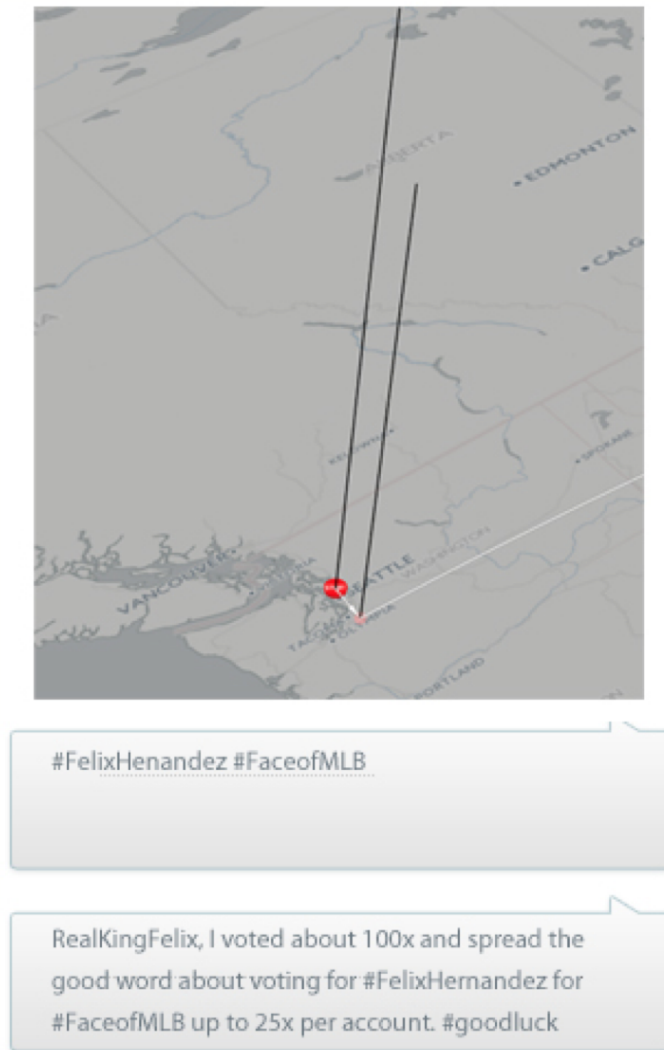 ALBERTA
EDMONTON
CALG
KELOWNA
SPOKANE
VANCOUVER
SEATTLE
WASHINGTON
OLYMPIA
PORTLAND
#FelixHenandez #FaceofMLB
RealKingFelix, I voted about 100x and spread the
good word about voting for #FelixHernandez for
#FaceofMLB up to 25x per account. #goodluck